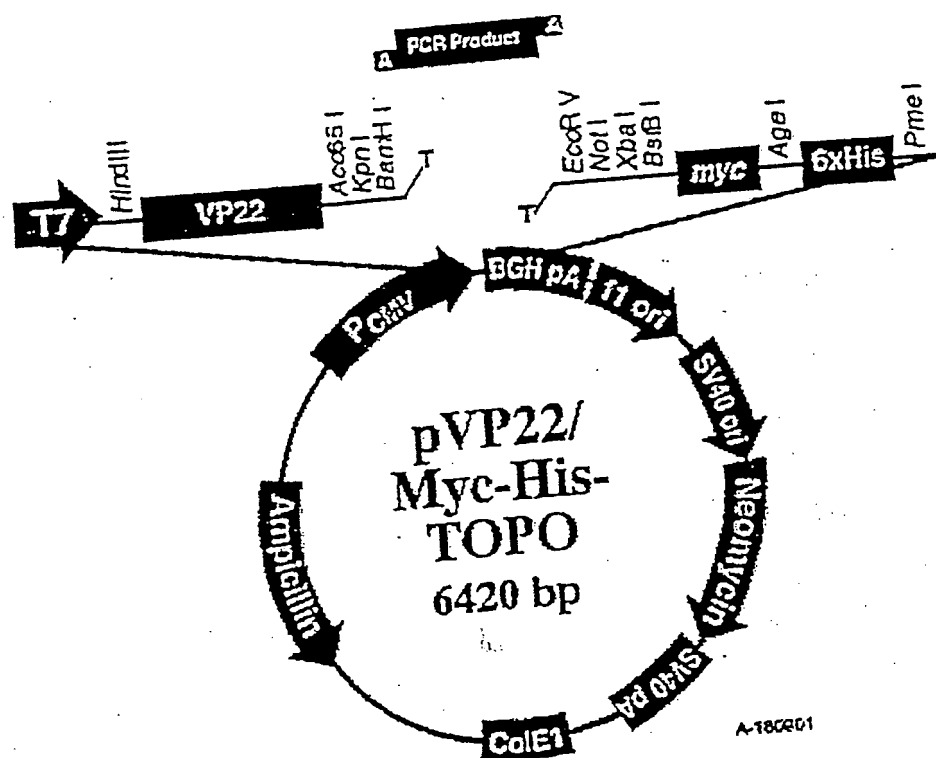 A PCR Product A
HindIII
Acc65 I
Kpn I
BamH I
T
EcoR V
Not I
Xba I
BstB I
Age I
Pme I
T7
VP22
T
myc
6xHis
PCMV
BGH pA
f1 ori
SV40 ori
Neomycin
SV40 pA
ColE1
Ampicillin
pVP22/
Myc-His-
TOPO
6420 bp